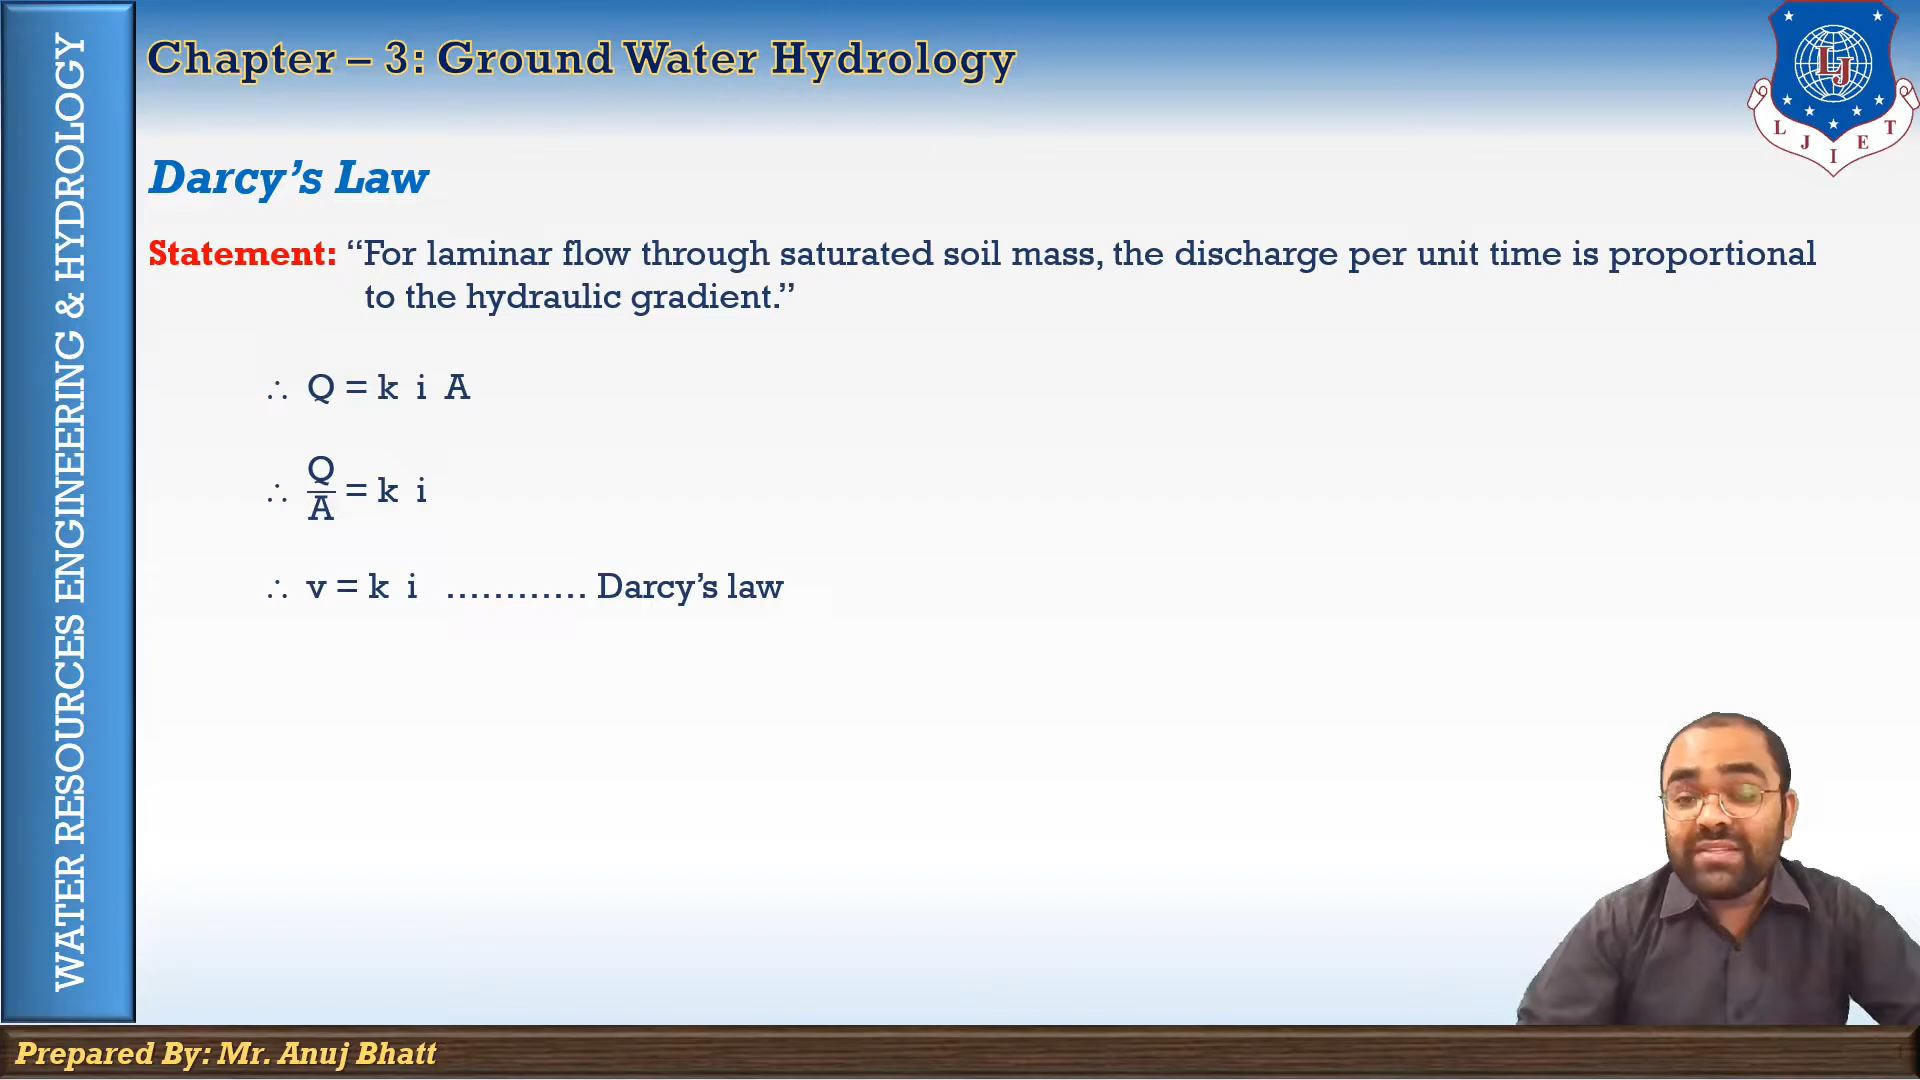 WATER RESOURCES ENGINEERING & HYDROLOGY
Chapter – 3: Ground Water Hydrology
LJ
L J I E T
Darcy’s Law
Statement: “For laminar flow through saturated soil mass, the discharge per unit time is proportional
to the hydraulic gradient.”
∴ Q = k i A
∴ Q/A = k i
∴ v = k i ………… Darcy’s law
Prepared By: Mr. Anuj Bhatt